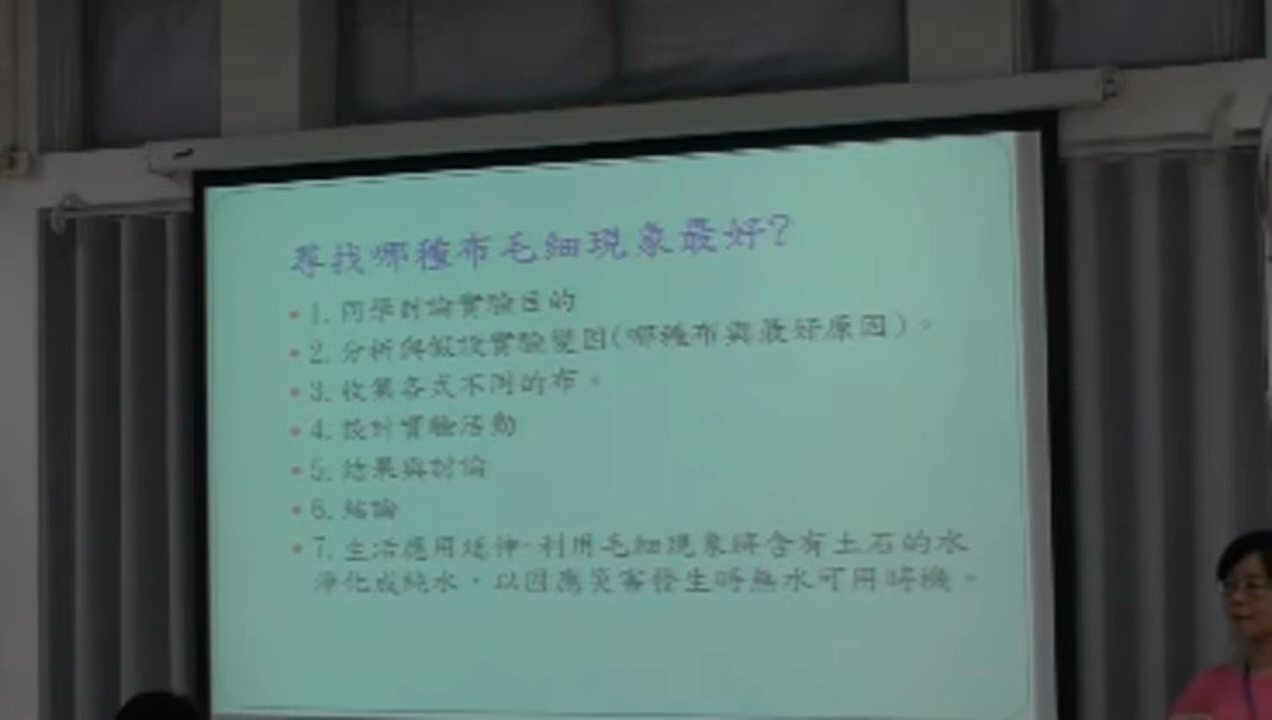 尋找哪種布毛細現象最好?
• 1. 同學討論實驗目的
• 2. 分析與假設實驗變因(哪種布與最好原因)。
• 3. 收集各式不同的布。
• 4. 設計實驗活動
• 5. 結果與討論
• 6. 結論
• 7. 生活應用延伸-利用毛細現象將含有土石的水
淨化成純水,以因應災害發生時無水可用時機。